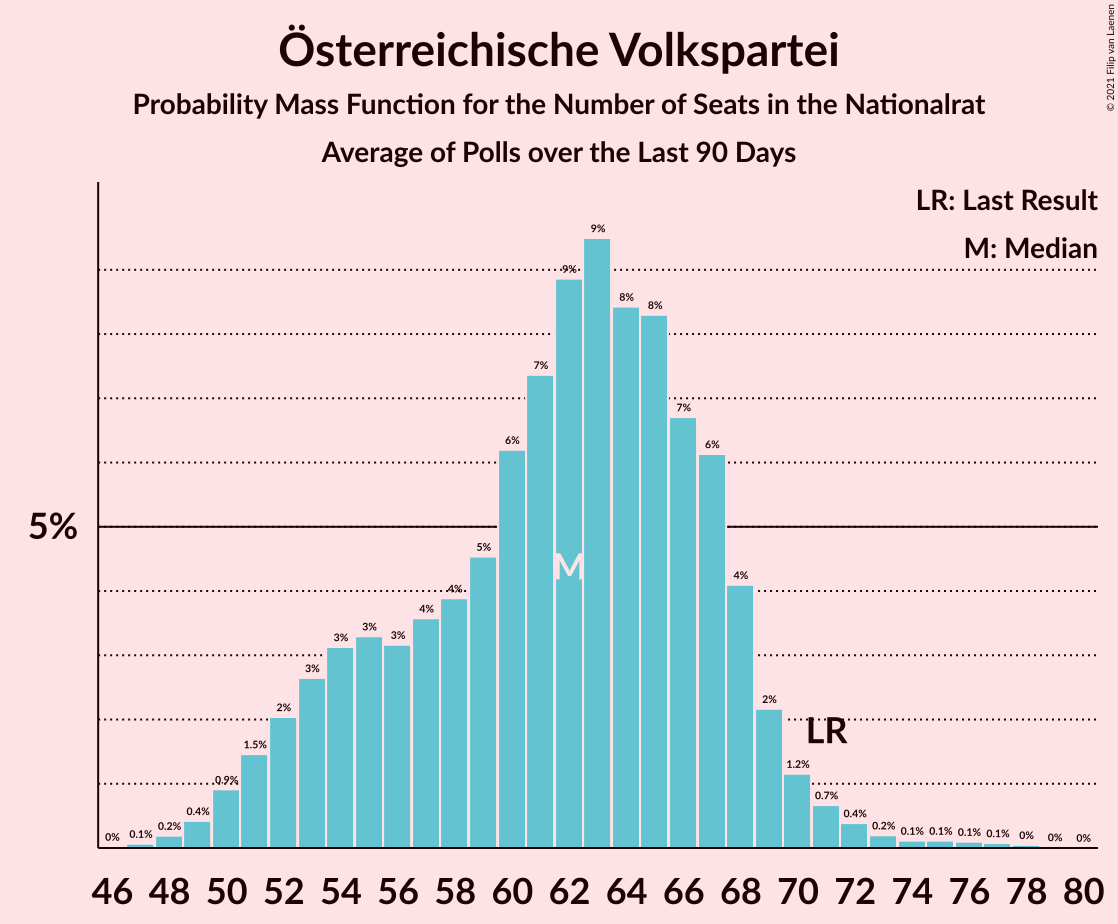 Österreichische Volkspartei
Probability Mass Function for the Number of Seats in the Nationalrat
Average of Polls over the Last 90 Days
© 2021 Filip van Laenen
LR: Last Result
M: Median
5%
0% 0.1% 0.2% 0.4% 0.9% 1.5% 2% 3% 3% 3% 3% 4% 4% 5% 6% 7% 9% 9% 8% 8% 7% 6% 4% 2% 1.2% 0.7% 0.4% 0.2% 0.1% 0.1% 0.1% 0.1% 0% 0% 0%
M
LR
46 48 50 52 54 56 58 60 62 64 66 68 70 72 74 76 78 80